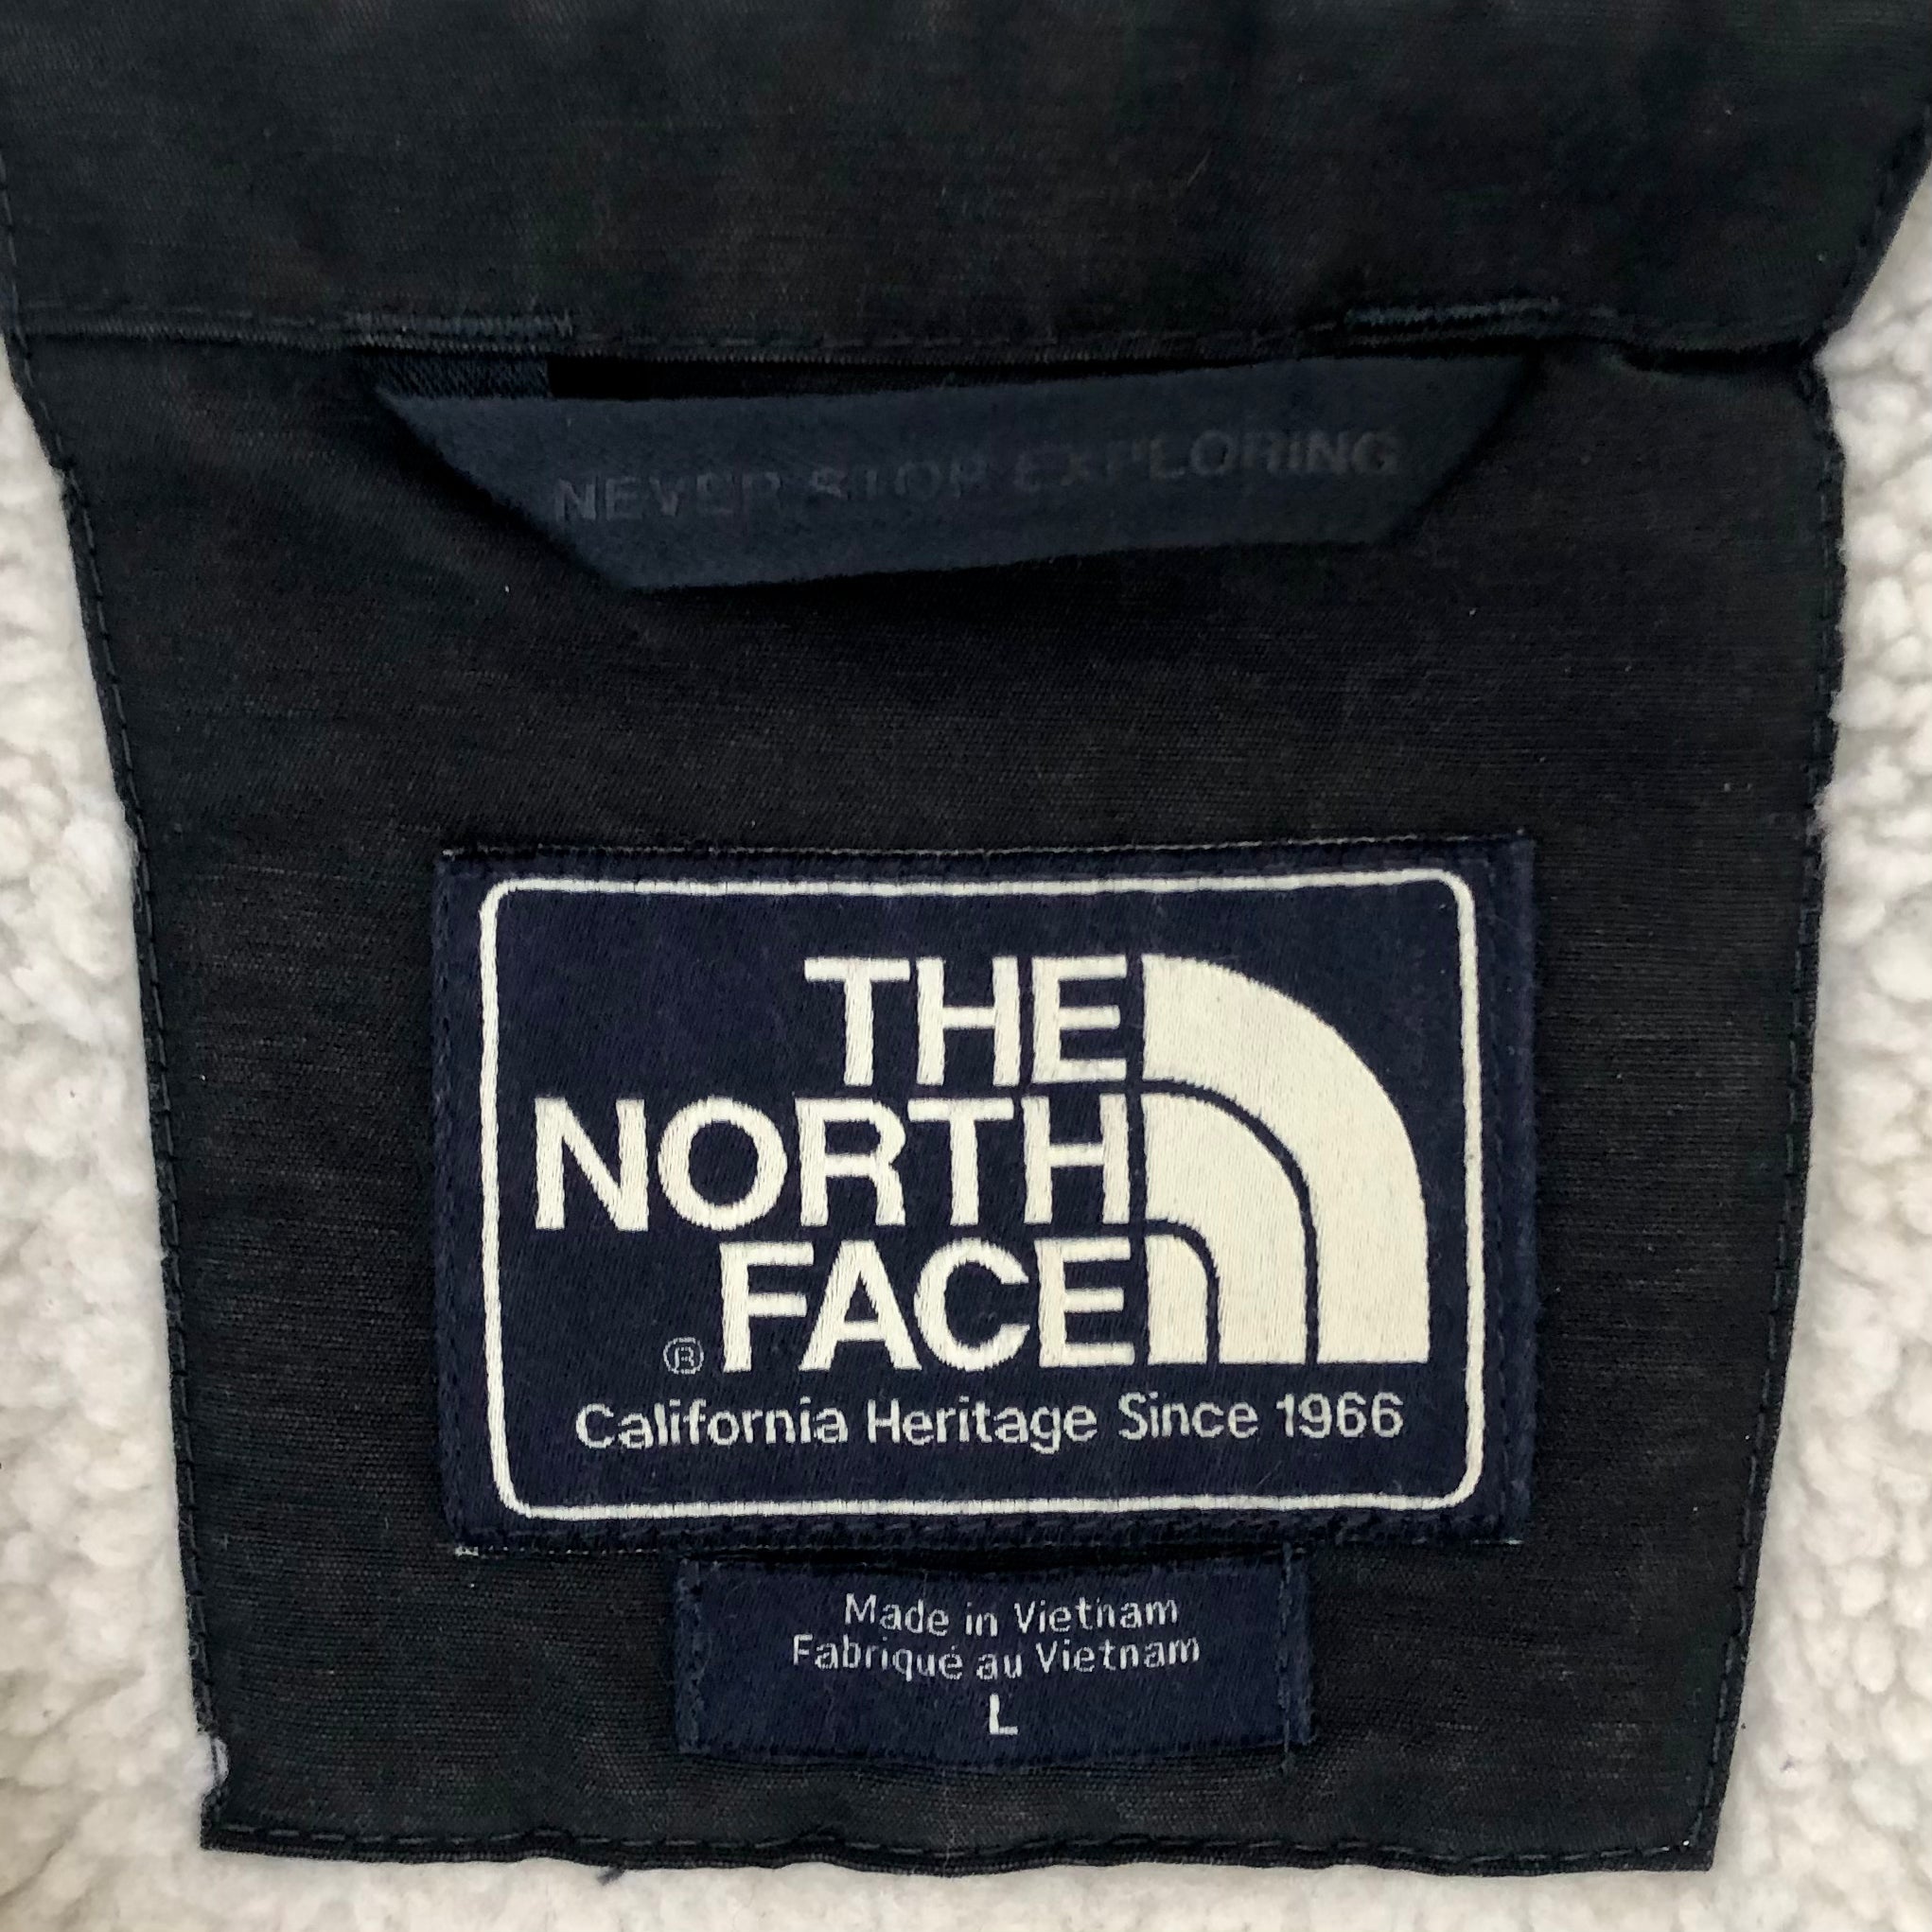 NEVER STOP EXPLORING
THE
NORTH
® FACE
California Heritage Since 1966
Made in Vietnam
Fabriqué au Vietnam
L